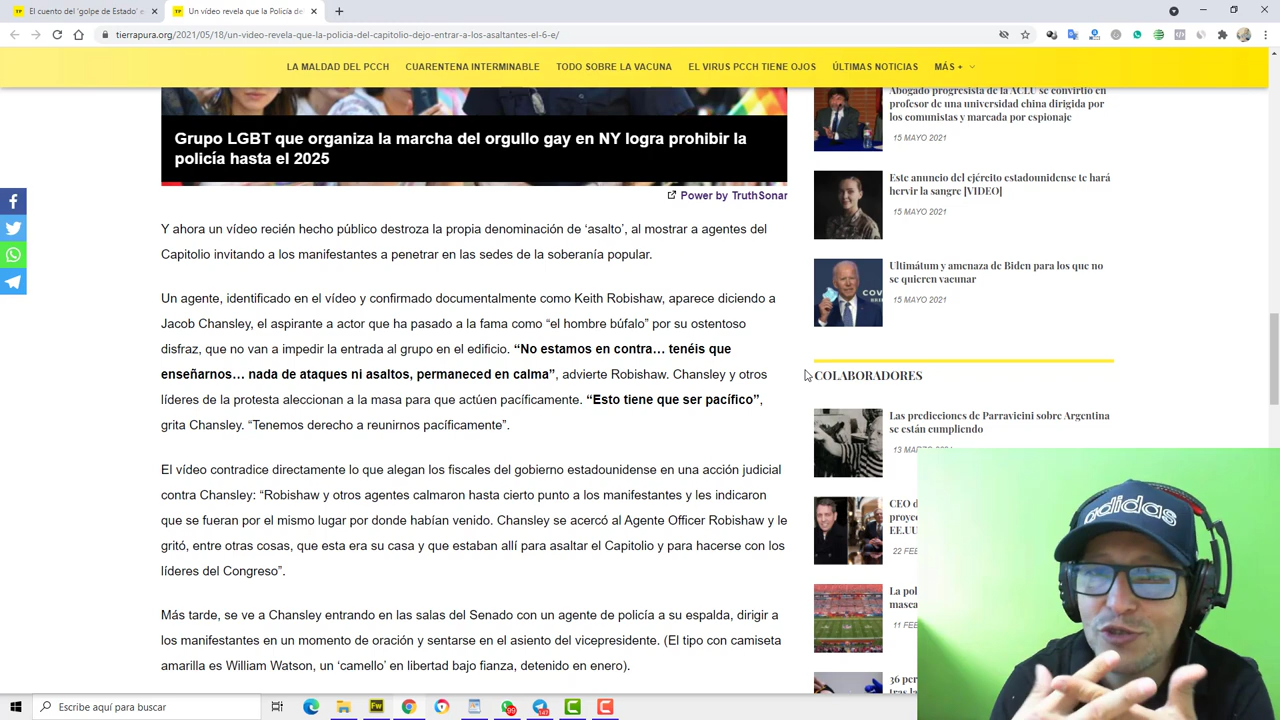 El cuento del 'golpe de Estado' e
Un vídeo revela que la Policía del
tierrapura.org/2021/05/18/un-video-revela-que-la-policia-del-capitolio-dejo-entrar-a-los-asaltantes-el-6-e/
LA MALDAD DEL PCCH CUARENTENA INTERMINABLE TODO SOBRE LA VACUNA EL VIRUS PCCH TIENE OJOS ÚLTIMAS NOTICIAS MÁS +
Grupo LGBT que organiza la marcha del orgullo gay en NY logra prohibir la
policía hasta el 2025
Power by TruthSonar
Y ahora un vídeo recién hecho público destroza la propia denominación de 'asalto', al mostrar a agentes del
Capitolio invitando a los manifestantes a penetrar en las sedes de la soberanía popular.
Un agente, identificado en el vídeo y confirmado documentalmente como Keith Robishaw, aparece diciendo a
Jacob Chansley, el aspirante a actor que ha pasado a la fama como “el hombre búfalo” por su ostentoso
disfraz, que no van a impedir la entrada al grupo en el edificio. “No estamos en contra… tenéis que
enseñarnos… nada de ataques ni asaltos, permaneced en calma”, advierte Robishaw. Chansley y otros
líderes de la protesta aleccionan a la masa para que actúen pacíficamente. “Esto tiene que ser pacífico”,
grita Chansley. “Tenemos derecho a reunirnos pacíficamente”.
El vídeo contradice directamente lo que alegan los fiscales del gobierno estadounidense en una acción judicial
contra Chansley: “Robishaw y otros agentes calmaron hasta cierto punto a los manifestantes y les indicaron
que se fueran por el mismo lugar por donde habían venido. Chansley se acercó al Agente Officer Robishaw y le
gritó, entre otras cosas, que esta era su casa y que estaban allí para asaltar el Capitolio y para hacerse con los
líderes del Congreso”.
Más tarde, se ve a Chansley entrando en las salas del Senado con un agente de policía a su espalda, dirigir a
los manifestantes en un momento de oración y sentarse en el asiento del vicepresidente. (El tipo con camiseta
amarilla es William Watson, un ‘camello’ en libertad bajo fianza, detenido en enero).
Abogado progresista de la ACLU se convirtió en
profesor de una universidad china dirigida por
los comunistas y marcada por espionaje
15 MAYO 2021
Este anuncio del ejército estadounidense te hará
hervir la sangre [VIDEO]
15 MAYO 2021
Ultimátum y amenaza de Biden para los que no
se quieren vacunar
15 MAYO 2021
COLABORADORES
Las predicciones de Parravicini sobre Argentina
se están cumpliendo
13 MARZO 2021
CEO d
proye
EE.UU
22 FEB
La pol
masca
11 FEB
36 per
tras la
adidas
Escribe aquí para buscar